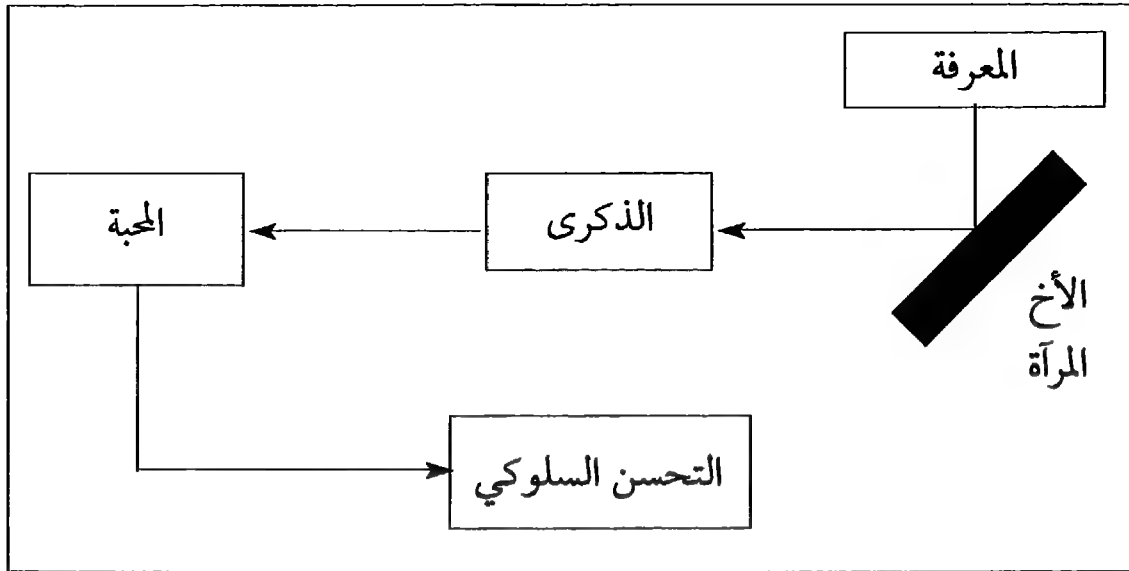 المعرفة
الذكرى
المحبة
الأخ
المرآة
التحسن السلوكي